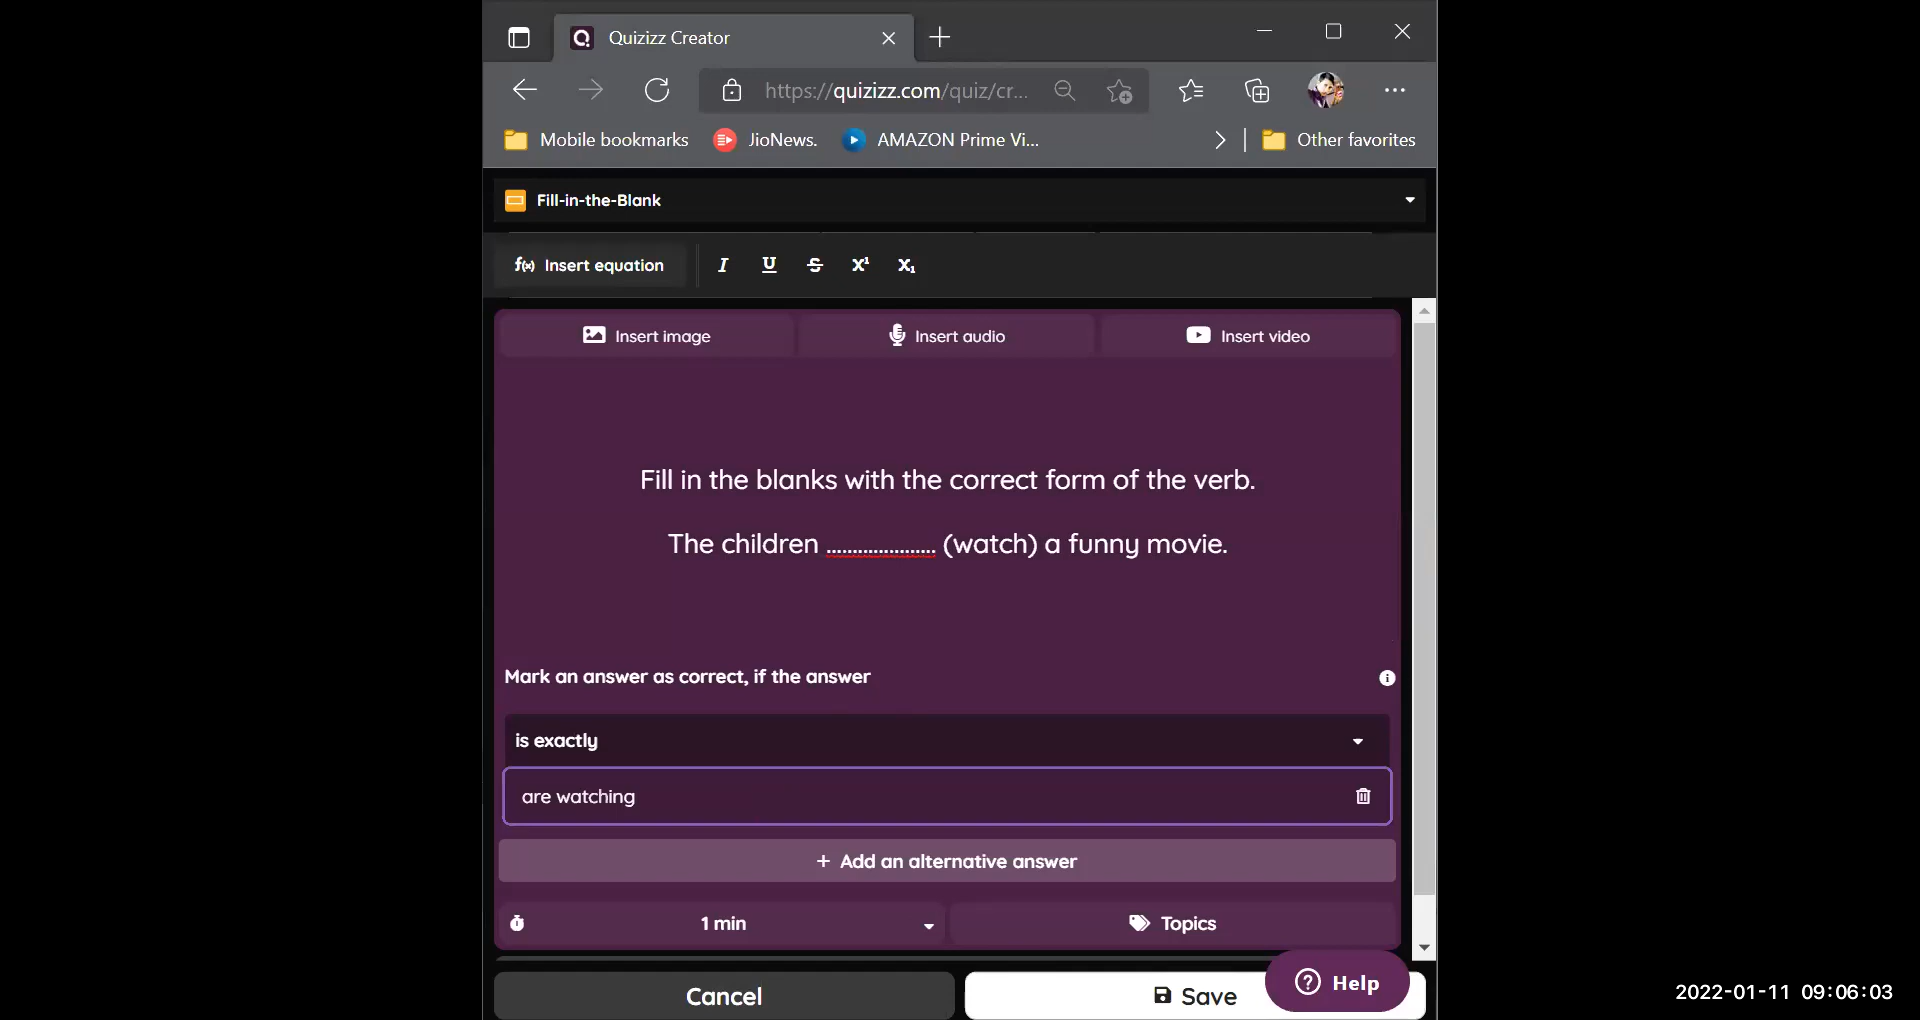 Quizizz Creator
https://quizizz.com/quiz/cr...
Mobile bookmarks
JioNews.
AMAZON Prime Vi...
Other favorites
Fill-in-the-Blank
f(x) Insert equation
I U S X¹ X₁
Insert image
Insert audio
Insert video
Fill in the blanks with the correct form of the verb.
The children ..................... (watch) a funny movie.
Mark an answer as correct, if the answer
is exactly
are watching
+ Add an alternative answer
1 min
Topics
Cancel
Save
Help
2022-01-11 09:06:03